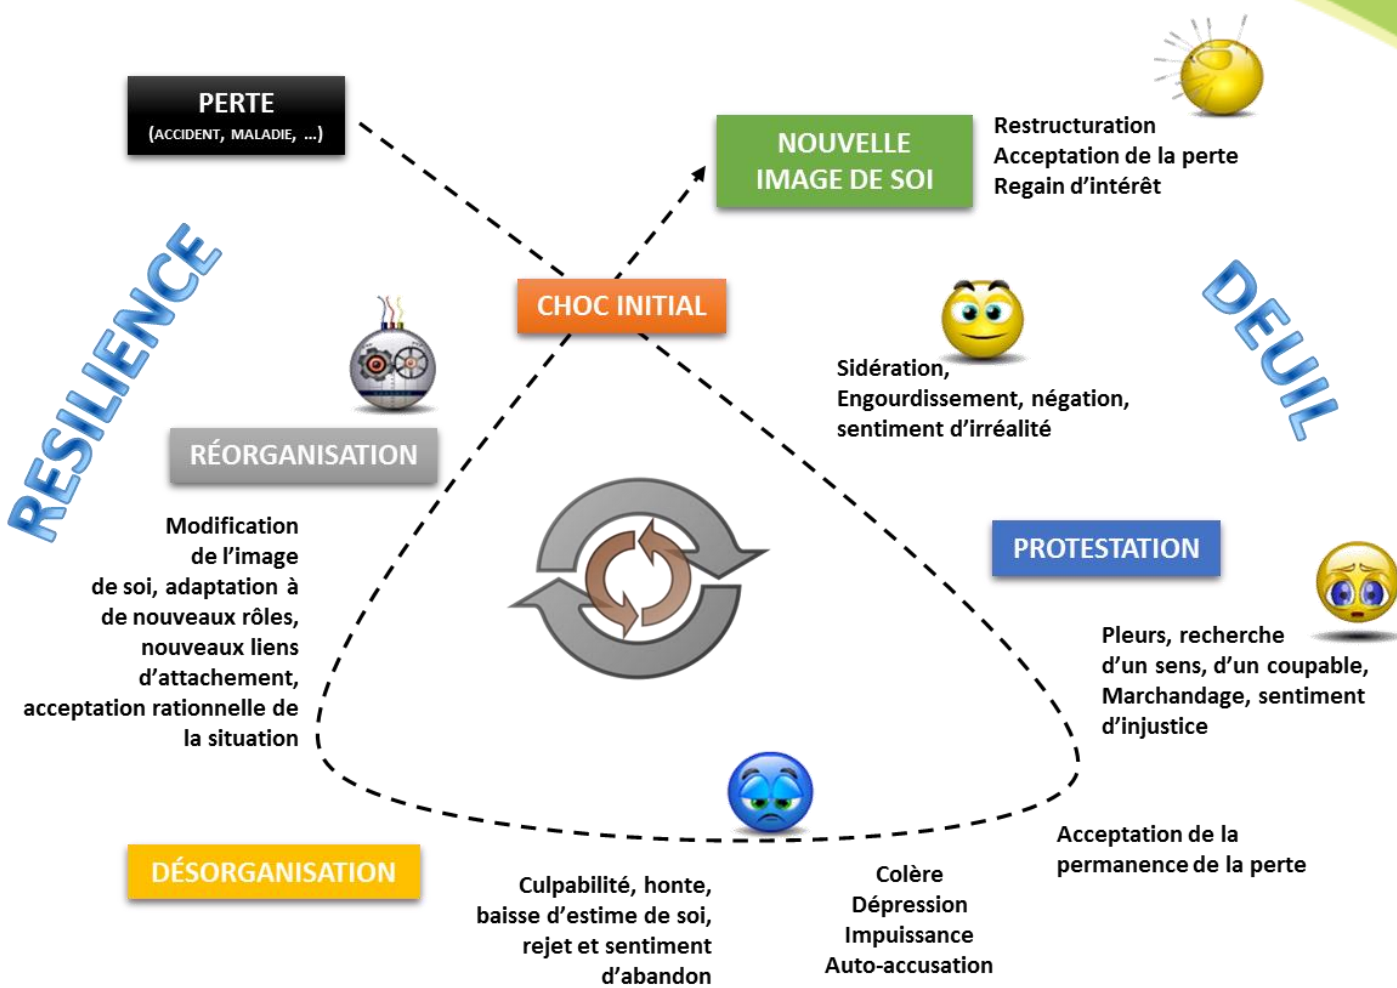 PERTE
(ACCIDENT, MALADIE, ...)
NOUVELLE
IMAGE DE SOI
Restructuration
Acceptation de la perte
Regain d'intérêt
RESILIENCE
DEUIL
CHOC INITIAL
Sidération,
Engourdissement, négation,
sentiment d'irréalité
RÉORGANISATION
Modification
de l'image
de soi, adaptation à
de nouveaux rôles,
nouveaux liens
d'attachement,
acceptation rationnelle de
la situation
PROTESTATION
Pleurs, recherche
d'un sens, d'un coupable,
Marchandage, sentiment
d'injustice
Acceptation de la
permanence de la perte
DÉSORGANISATION
Culpabilité, honte,
baisse d'estime de soi,
rejet et sentiment
d'abandon
Colère
Dépression
Impuissance
Auto-accusation